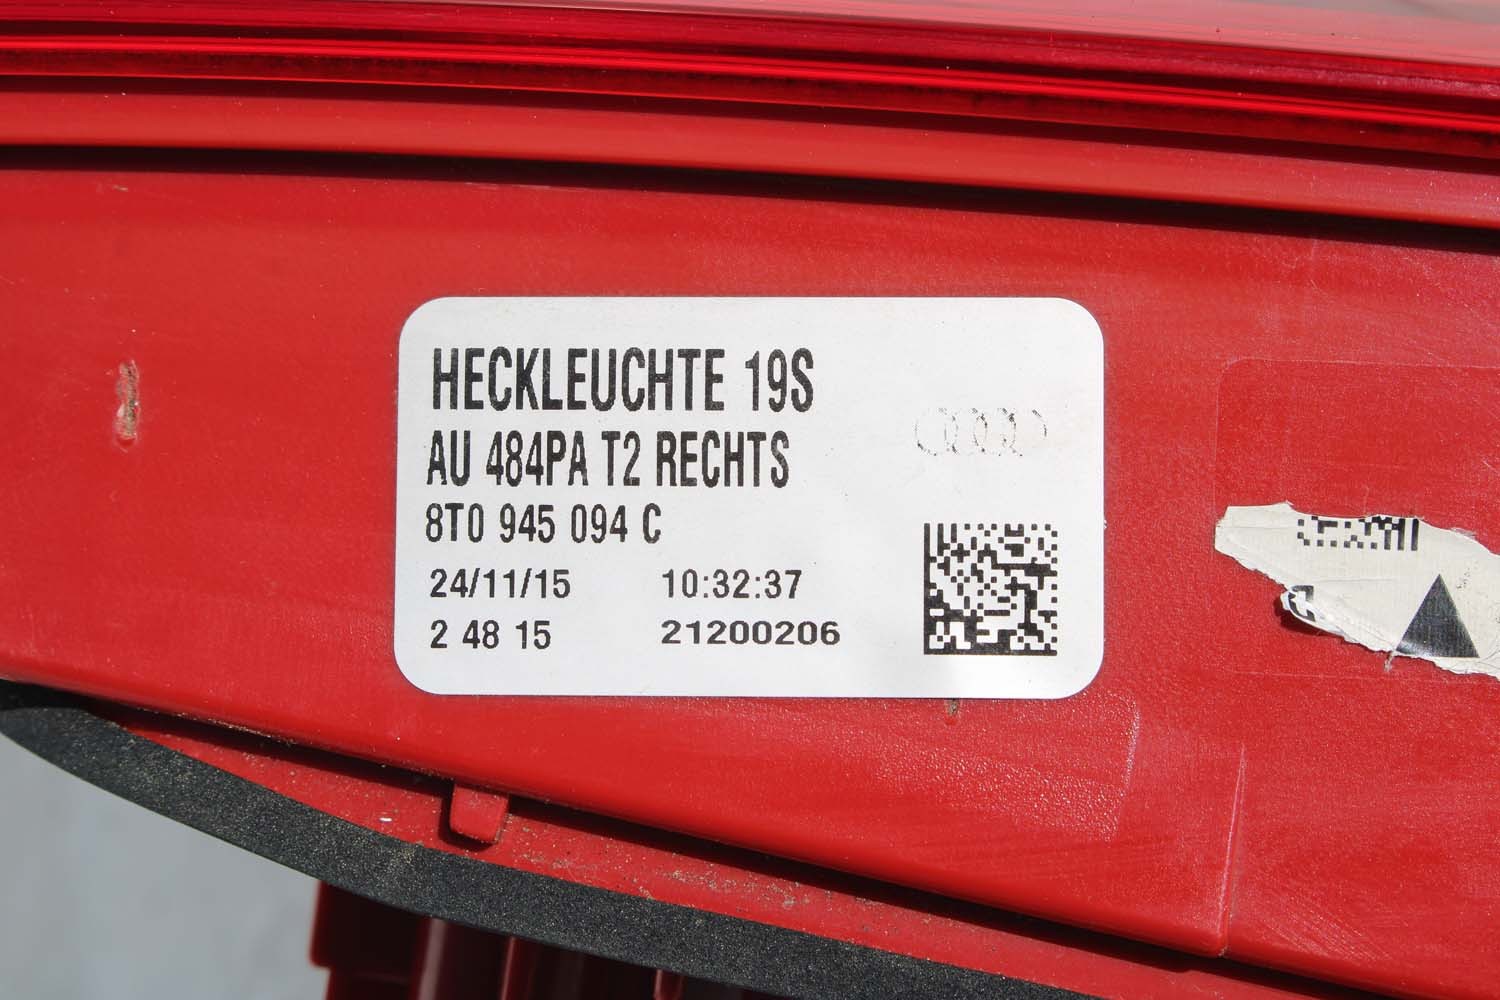 HECKLEUCHTE 19S
AU 484PA T2 RECHTS
8T0 945 094 C
24/11/15 10:32:37
2 48 15 21200206